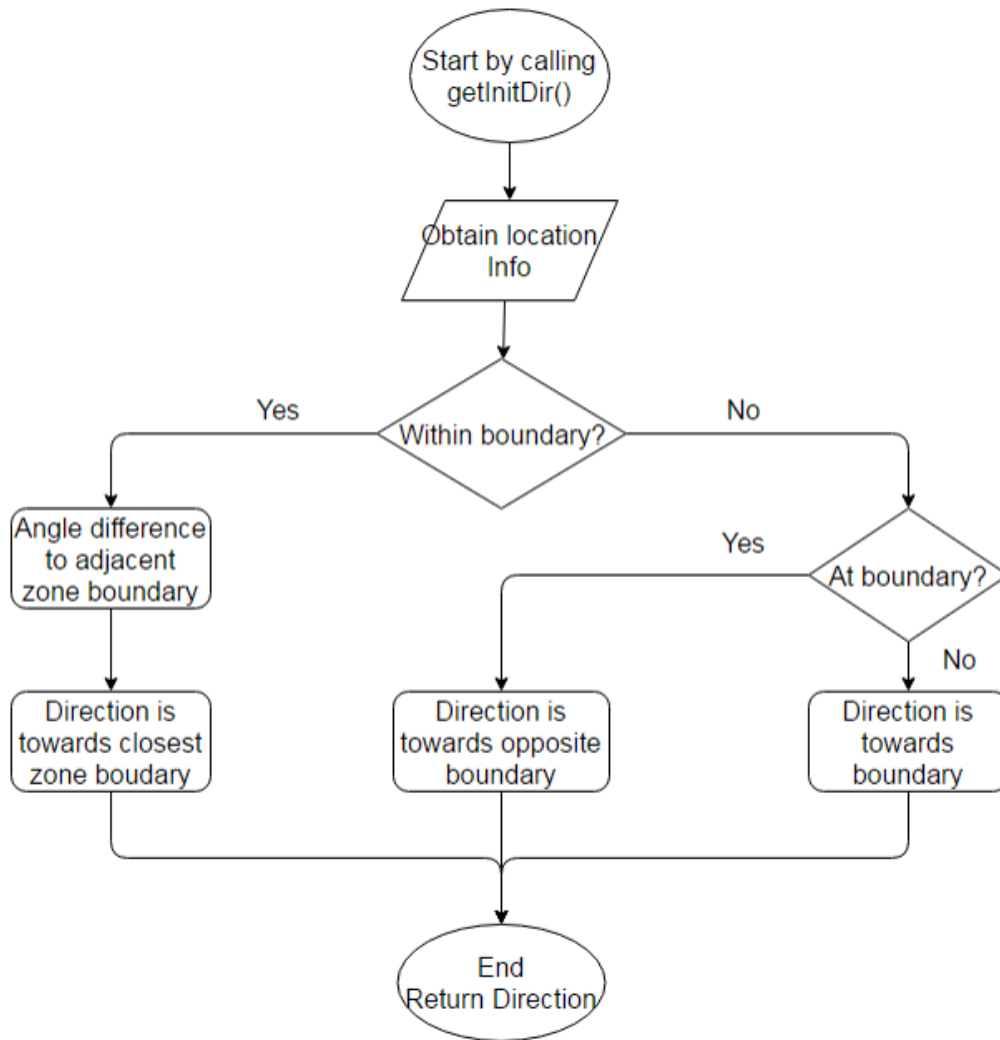 Start by calling
getInitDir()
Obtain location
Info
Within boundary?
Yes
No
Angle difference
to adjacent
zone boundary
At boundary?
Yes
No
Direction is
towards closest
zone boudary
Direction is
towards opposite
boundary
Direction is
towards
boundary
End
Return Direction